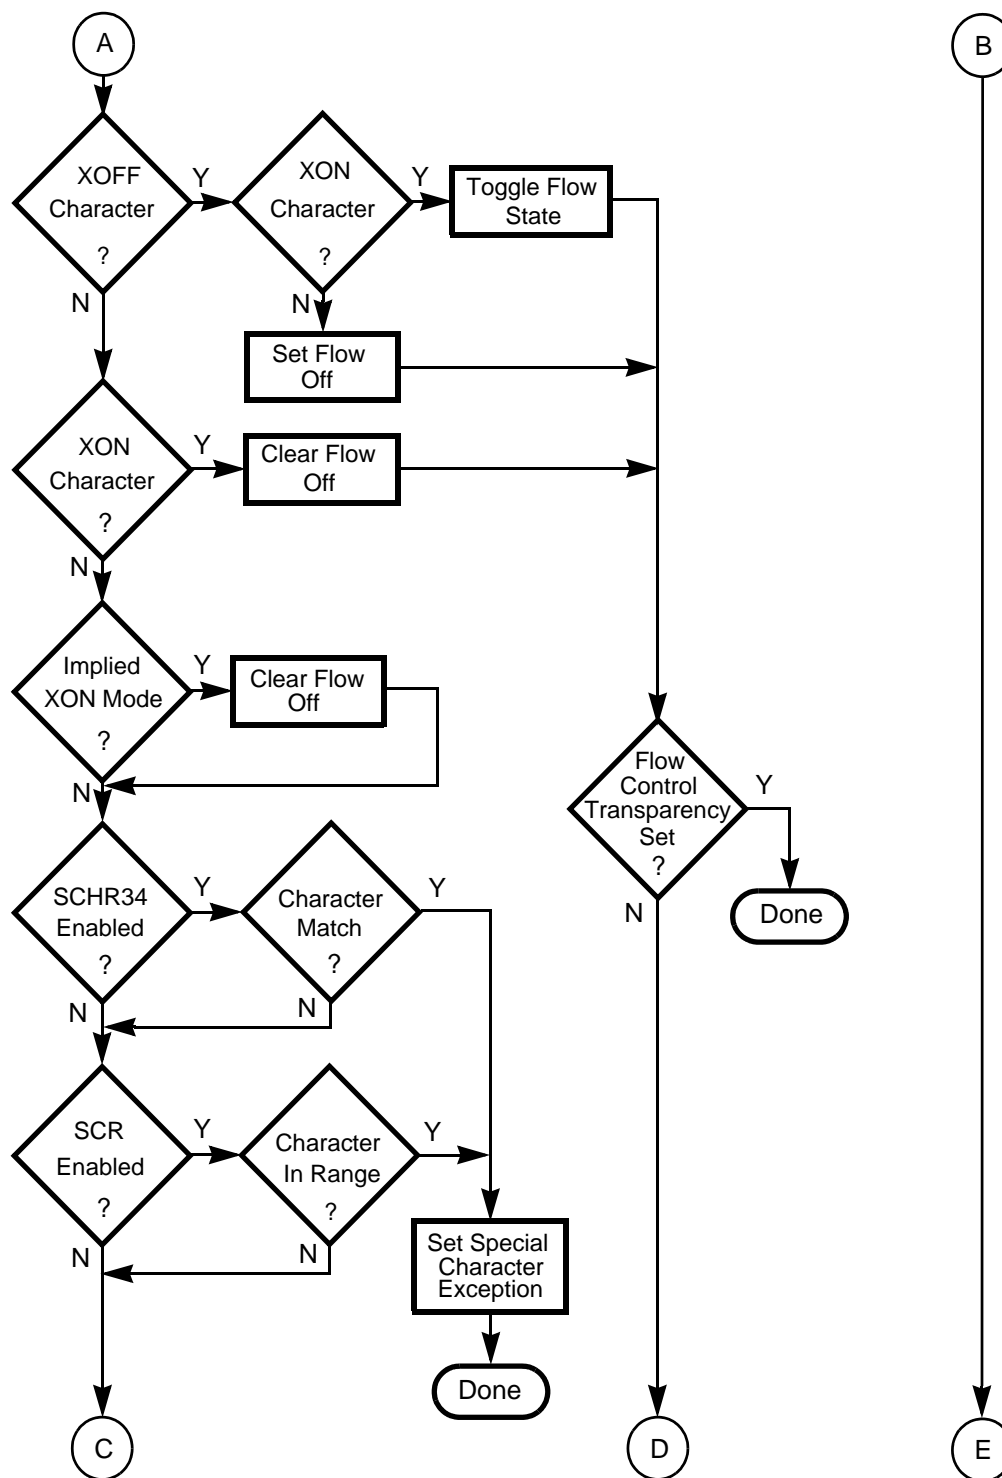 A
B
XOFF
Character
?
Y
N
XON
Character
?
Y
N
Toggle Flow
State
Set Flow
Off
XON
Character
?
Y
N
Clear Flow
Off
Implied
XON Mode
?
Y
N
Clear Flow
Off
Flow
Control
Transparency
Set
?
Y
N
Done
SCHR34
Enabled
?
Y
N
Character
Match
?
Y
N
SCR
Enabled
?
Y
N
Character
In Range
?
Y
N
Set Special
Character
Exception
Done
C
D
E